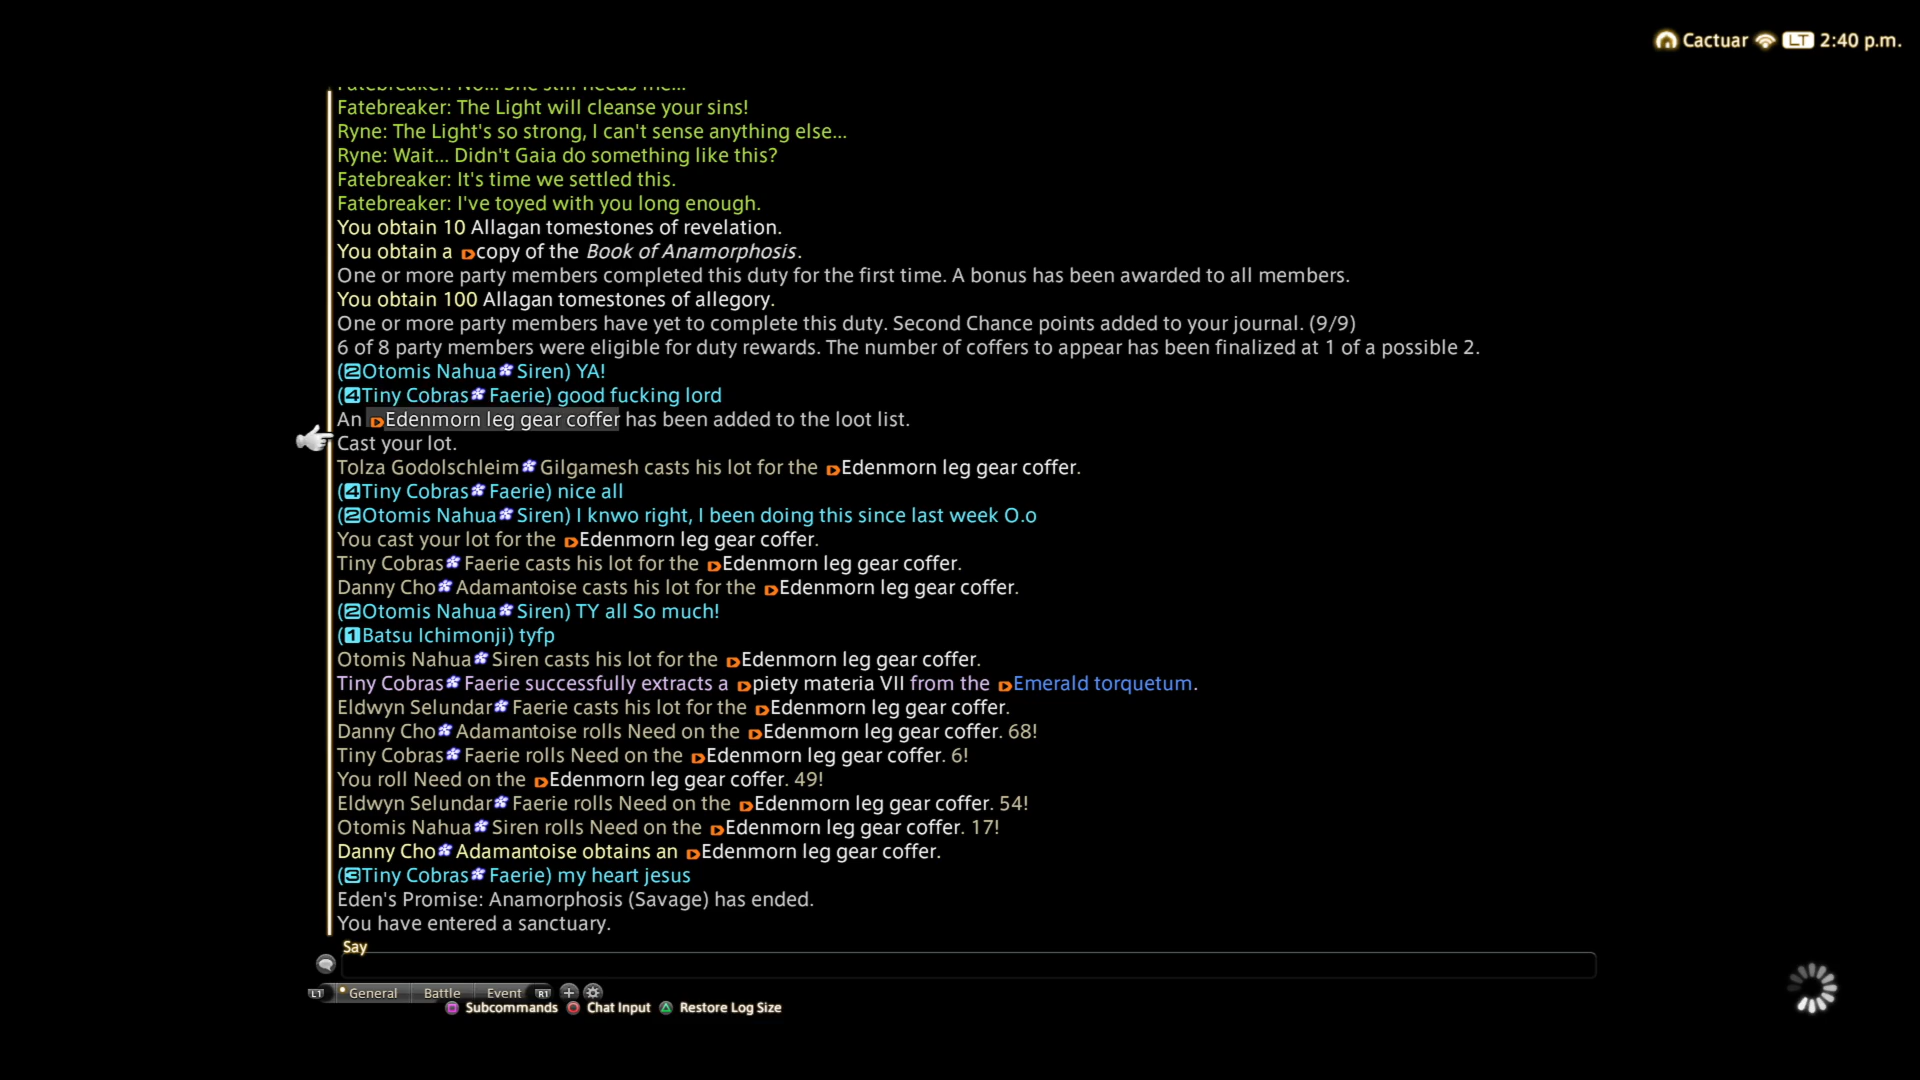 Cactuar LT 2:40 p.m.
Fatebreaker: No... She still needs me...
Fatebreaker: The Light will cleanse your sins!
Ryne: The Light's so strong, I can't sense anything else...
Ryne: Wait... Didn't Gaia do something like this?
Fatebreaker: It's time we settled this.
Fatebreaker: I've toyed with you long enough.
You obtain 10 Allagan tomestones of revelation.
You obtain a copy of the Book of Anamorphosis.
One or more party members completed this duty for the first time. A bonus has been awarded to all members.
You obtain 100 Allagan tomestones of allegory.
One or more party members have yet to complete this duty. Second Chance points added to your journal. (9/9)
6 of 8 party members were eligible for duty rewards. The number of coffers to appear has been finalized at 1 of a possible 2.
(2Otomis Nahua Siren) YA!
(4Tiny Cobras Faerie) good fucking lord
An Edenmorn leg gear coffer has been added to the loot list.
Cast your lot.
Tolza Godolschleim Gilgamesh casts his lot for the Edenmorn leg gear coffer.
(4Tiny Cobras Faerie) nice all
(2Otomis Nahua Siren) I knwo right, I been doing this since last week O.o
You cast your lot for the Edenmorn leg gear coffer.
Tiny Cobras Faerie casts his lot for the Edenmorn leg gear coffer.
Danny Cho Adamantoise casts his lot for the Edenmorn leg gear coffer.
(2Otomis Nahua Siren) TY all So much!
(1Batsu Ichimonji) tyfp
Otomis Nahua Siren casts his lot for the Edenmorn leg gear coffer.
Tiny Cobras Faerie successfully extracts a piety materia VII from the Emerald torquetum.
Eldwyn Selundar Faerie casts his lot for the Edenmorn leg gear coffer.
Danny Cho Adamantoise rolls Need on the Edenmorn leg gear coffer. 68!
Tiny Cobras Faerie rolls Need on the Edenmorn leg gear coffer. 6!
You roll Need on the Edenmorn leg gear coffer. 49!
Eldwyn Selundar Faerie rolls Need on the Edenmorn leg gear coffer. 54!
Otomis Nahua Siren rolls Need on the Edenmorn leg gear coffer. 17!
Danny Cho Adamantoise obtains an Edenmorn leg gear coffer.
(3Tiny Cobras Faerie) my heart jesus
Eden's Promise: Anamorphosis (Savage) has ended.
You have entered a sanctuary.
Say
L1 General Battle Event R1
Subcommands Chat Input Restore Log Size